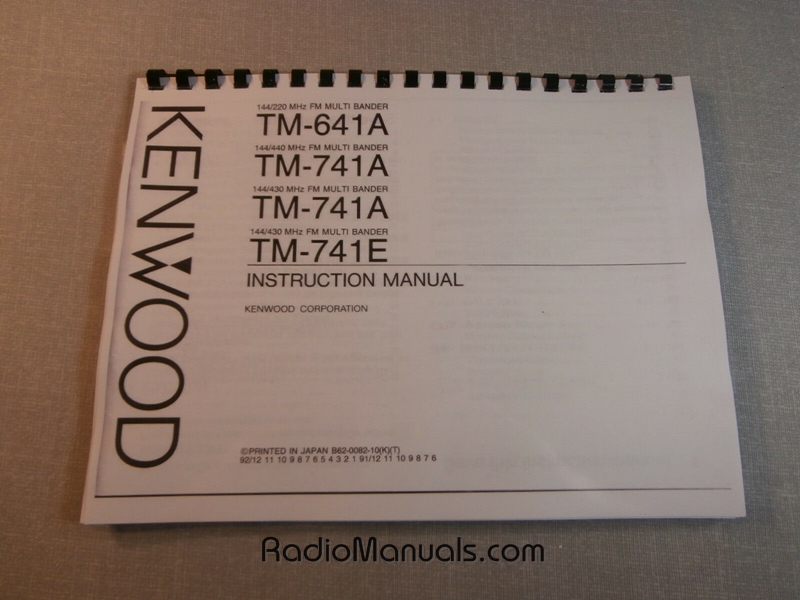 KENWOOD
144/220 MHz FM MULTI BANDER
TM-641A
144/440 MHz FM MULTI BANDER
TM-741A
144/430 MHz FM MULTI BANDER
TM-741A
144/430 MHz FM MULTI BANDER
TM-741E
INSTRUCTION MANUAL
KENWOOD CORPORATION
©PRINTED IN JAPAN B62-0082-10(K)(T)
92/12 11 10 9 8 7 6 5 4 3 2 1 91/12 11 10 9 8 7 6
RadioManuals.com